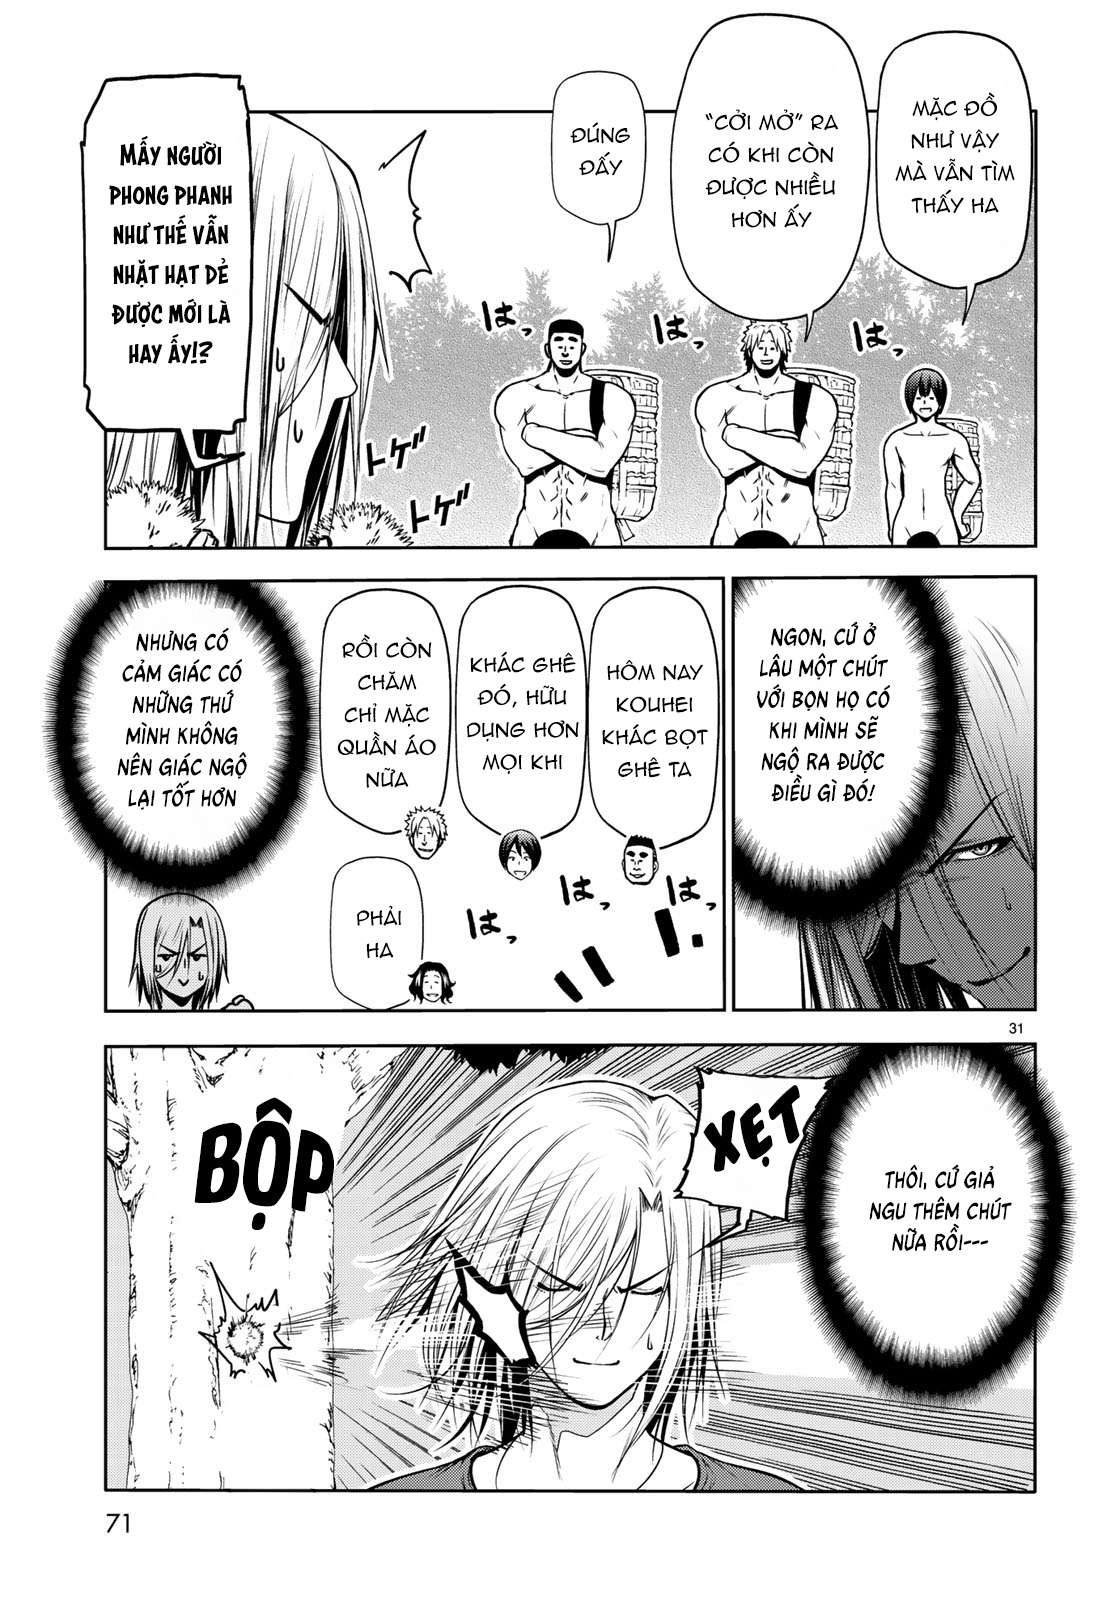 MẶC ĐỒ
NHƯ VẬY
MÀ VẪN TÌM
THẤY HA
"CỞI MỞ" RA
CÓ KHI CÒN
ĐƯỢC NHIỀU
HƠN ẤY
ĐÚNG
ĐẤY
はっ
はっ
トゲ
トゲ
MẤY NGƯỜI
PHONG PHANH
NHƯ THẾ VẪN
NHẶT HẠT DẺ
ĐƯỢC MỚI LÀ
HAY ẤY!?
NGON, CỨ Ở
LÂU MỘT CHÚT
VỚI BỌN HỌ CÓ
KHI MÌNH SẼ
NGỘ RA ĐƯỢC
ĐIỀU GÌ ĐÓ!
HÔM NAY
KOUHEI
KHÁC BỌT
GHÊ TA
KHÁC GHÊ
ĐÓ, HỮU
DỤNG HƠN
MỌI KHI
RỒI CÒN
CHĂM
CHỈ MẶC
QUẦN ÁO
NỮA
PHẢI
HA
はっ
はっ
NHƯNG CÓ
CẢM GIÁC CÓ
NHỮNG THỨ
MÌNH KHÔNG
NÊN GIÁC NGỘ
LẠI TỐT HƠN
31
THÔI, CỨ GIẢ
NGU THÊM CHÚT
NỮA RỒI---
XẸT
BỘP
71